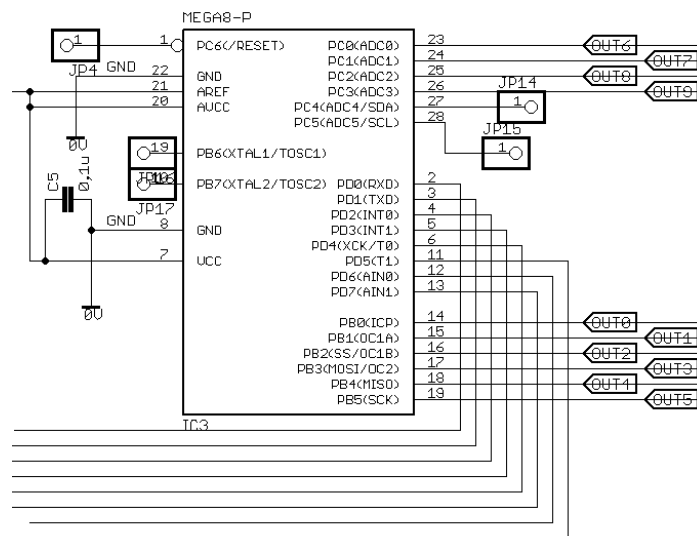 MEGA8-P
1 1 PC6(/RESET) PC0(ADC0) 23 OUT6
JP4 PC1(ADC1) 24 OUT7
GND 22 GND PC2(ADC2) 25 OUT8
21 AREF PC3(ADC3) 26 OUT9
20 AVCC PC4(ADC4/SDA) 27 1 JP14
PC5(ADC5/SCL) 28 1 JP15
0V
19 PB6(XTAL1/TOSC1)
PB7(XTAL2/TOSC2) PD0(RXD) 2
JP17 PD1(TXD) 3
C5 0,1u
PD2(INT0) 4
GND 8 GND PD3(INT1) 5
PD4(XCK/T0) 6
7 VCC PD5(T1) 11
PD6(AIN0) 12
PD7(AIN1) 13
0V
PB0(ICP) 14 OUT0
PB1(OC1A) 15 OUT1
PB2(SS/OC1B) 16 OUT2
PB3(MOSI/OC2) 17 OUT3
PB4(MISO) 18 OUT4
PB5(SCK) 19 OUT5
IC3